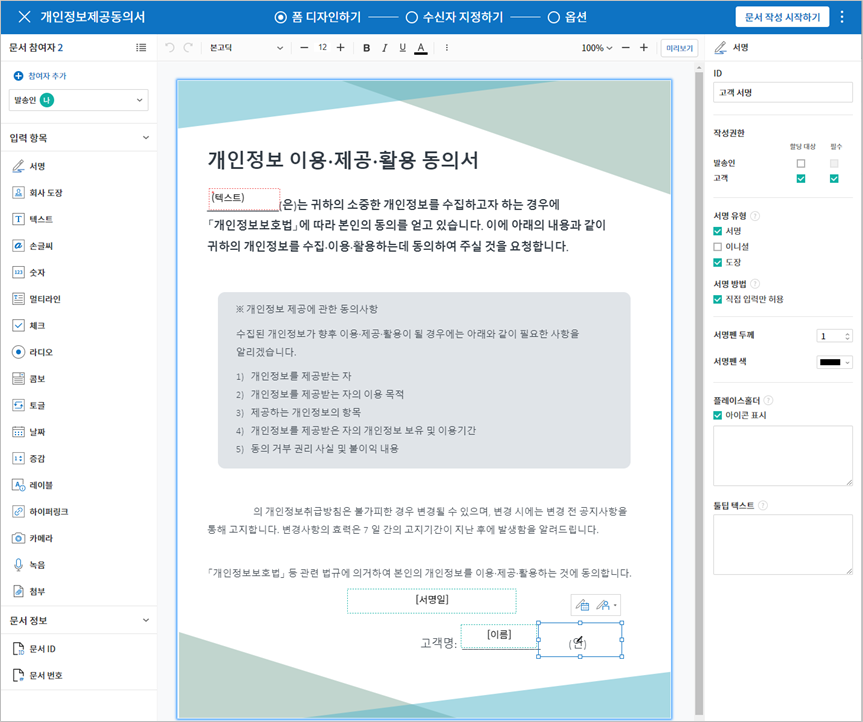 개인정보제공동의서
폼 디자인하기
수신자 지정하기
옵션
문서 작성 시작하기
문서 참여자 2
본고딕
12
B I U A
100%
미리보기
서명
참여자 추가
발송인 나
입력 항목
서명
회사 도장
텍스트
손글씨
숫자
멀티라인
체크
라디오
콤보
토글
날짜
증감
레이블
하이퍼링크
카메라
녹음
첨부
문서 정보
문서 ID
문서 번호
개인정보 이용·제공·활용 동의서
(텍스트)
(은)는 귀하의 소중한 개인정보를 수집하고자 하는 경우에
「개인정보보호법」에 따라 본인의 동의를 얻고 있습니다. 이에 아래의 내용과 같이
귀하의 개인정보를 수집·이용·활용하는데 동의하여 주실 것을 요청합니다.
※ 개인정보 제공에 관한 동의사항
수집된 개인정보가 향후 이용·제공·활용이 될 경우에는 아래와 같이 필요한 사항을
알리겠습니다.
1) 개인정보를 제공받는 자
2) 개인정보를 제공받는 자의 이용 목적
3) 제공하는 개인정보의 항목
4) 개인정보를 제공받은 자의 개인정보 보유 및 이용기간
5) 동의 거부 권리 사실 및 불이익 내용
의 개인정보취급방침은 불가피한 경우 변경될 수 있으며, 변경 시에는 변경 전 공지사항을
통해 고지합니다. 변경사항의 효력은 7 일 간의 고지기간이 지난 후에 발생함을 알려드립니다.
「개인정보보호법」 등 관련 법규에 의거하여 본인의 개인정보를 이용·제공·활용하는 것에 동의합니다.
[서명일]
고객명:
[이름]
(인)
ID
고객 서명
작성권한
할당 대상
필수
발송인
고객
서명 유형 ?
서명
이니셜
도장
서명 방법 ?
직접 입력만 허용
서명펜 두께
1
서명펜 색
플레이스홀더 ?
아이콘 표시
툴팁 텍스트 ?